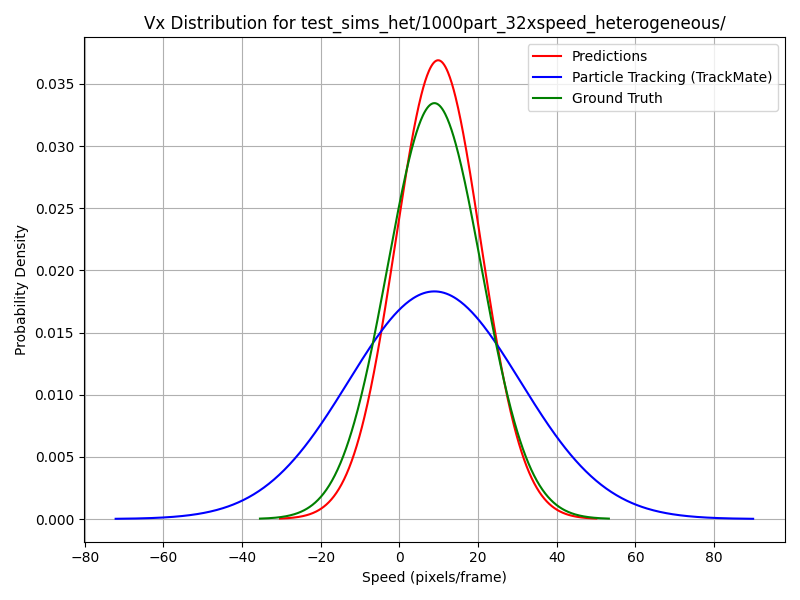 Vx Distribution for test_sims_het/1000part_32xspeed_heterogeneous/
Predictions
Particle Tracking (TrackMate)
Ground Truth
Probability Density
0.035
0.030
0.025
0.020
0.015
0.010
0.005
0.000
−80 −60 −40 −20 0 20 40 60 80
Speed (pixels/frame)